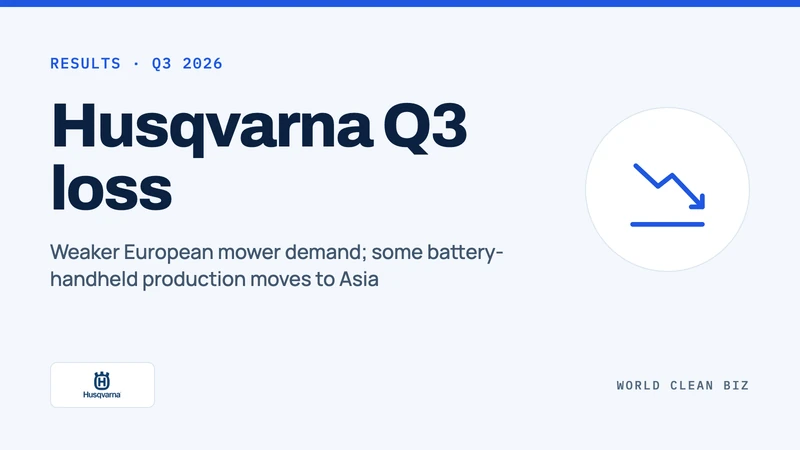 RESULTS · Q3 2026
Husqvarna Q3
loss
Weaker European mower demand; some battery-
handheld production moves to Asia
H
Husqvarna
WORLD CLEAN BIZ